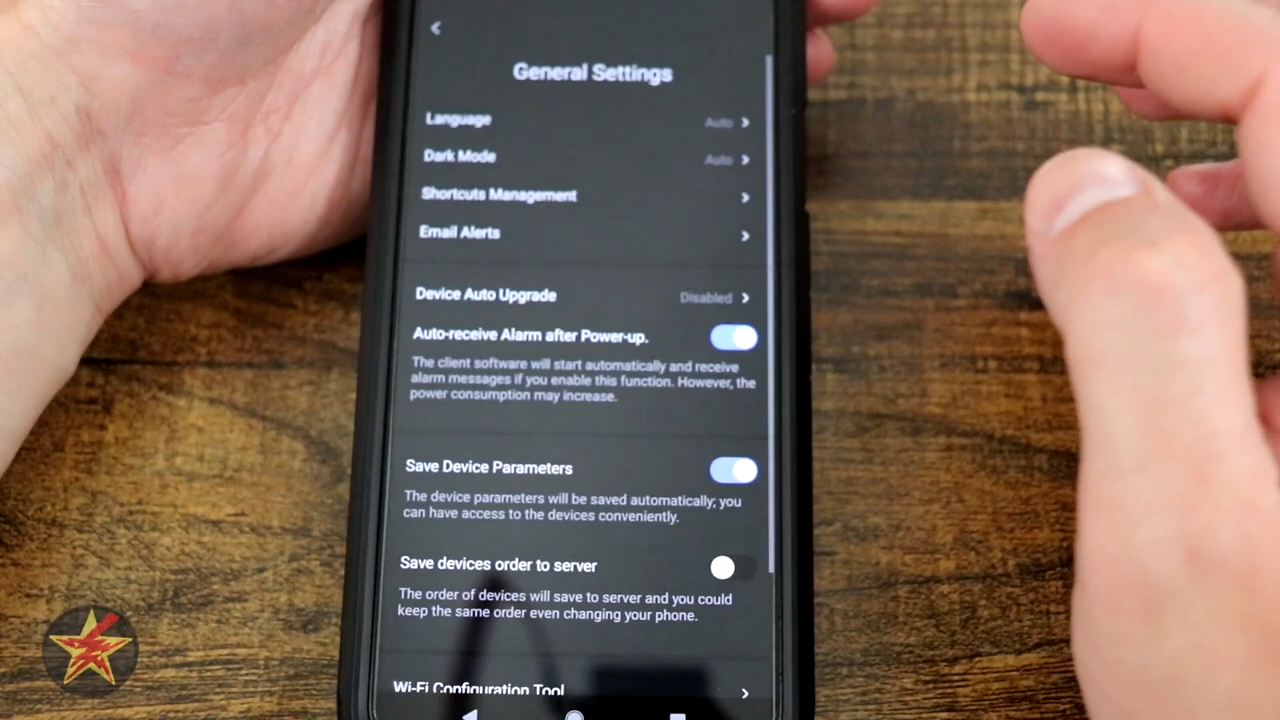 General Settings
Language Auto
Dark Mode Auto
Shortcuts Management
Email Alerts
Device Auto Upgrade Disabled
Auto-receive Alarm after Power-up.
The client software will start automatically and receive
alarm messages if you enable this function. However, the
power consumption may increase.
Save Device Parameters
The device parameters will be saved automatically; you
can have access to the devices conveniently.
Save devices order to server
The order of devices will save to server and you could
keep the same order even changing your phone.
Wi-Fi Configuration Tool